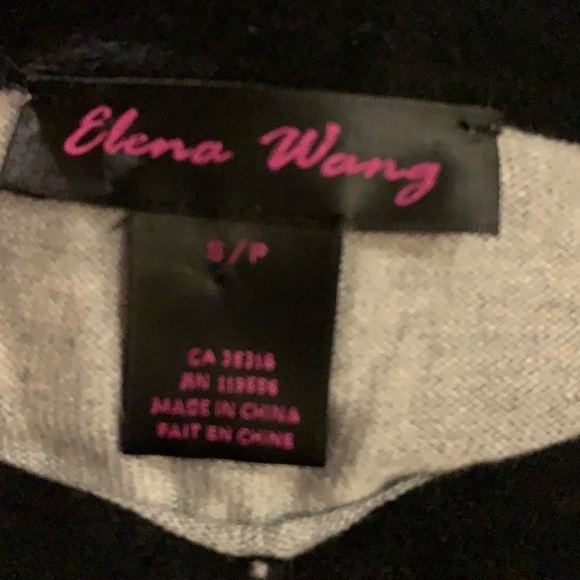 Elena Wang
S/P
CA
RN
MADE IN CHINA
FAIT EN CHINE